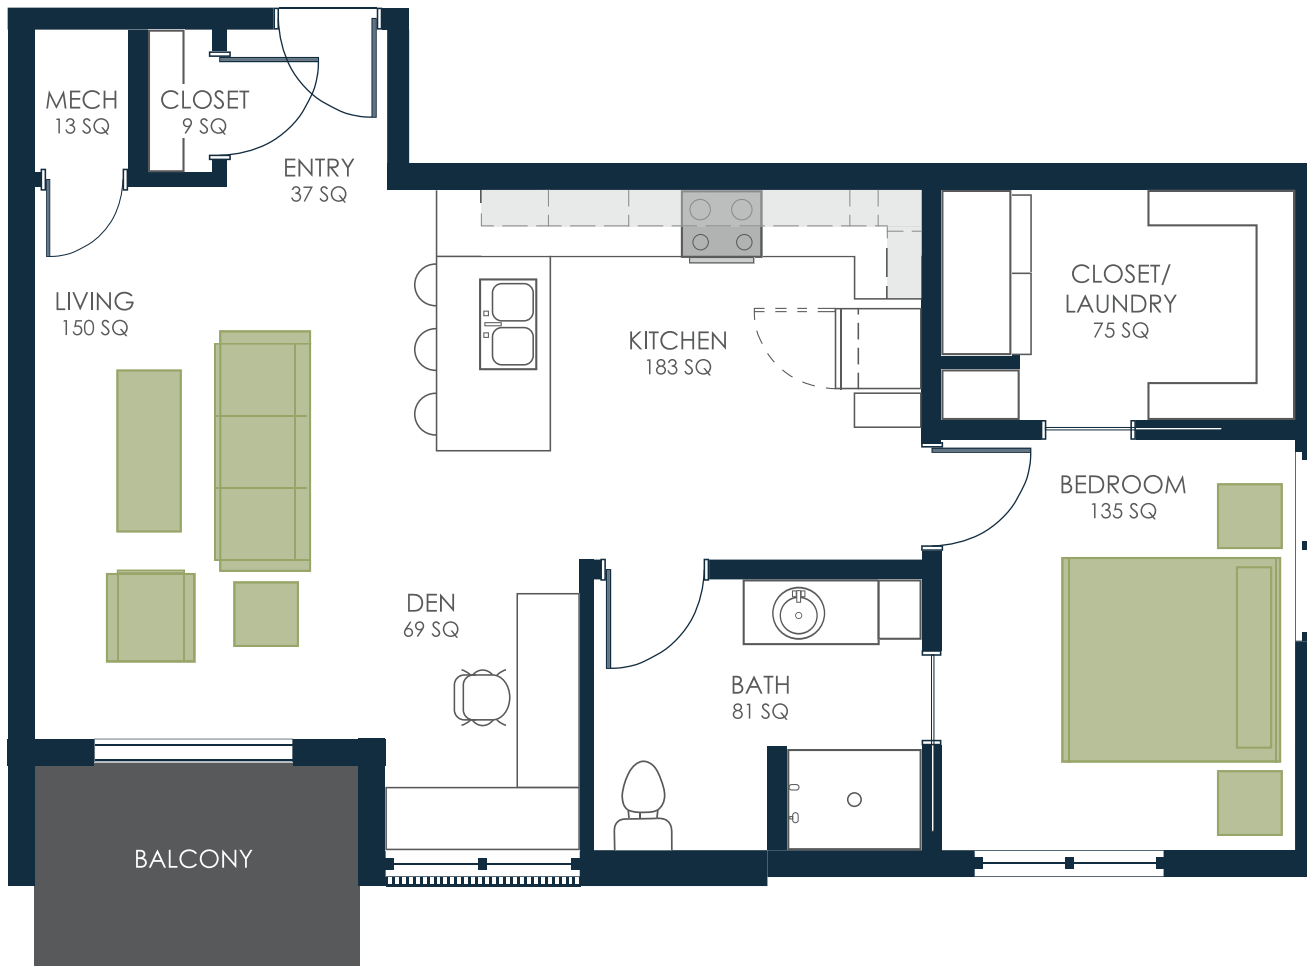 MECH
13 SQ
CLOSET
9 SQ
ENTRY
37 SQ
LIVING
150 SQ
KITCHEN
183 SQ
CLOSET/
LAUNDRY
75 SQ
BEDROOM
135 SQ
DEN
69 SQ
BATH
81 SQ
BALCONY